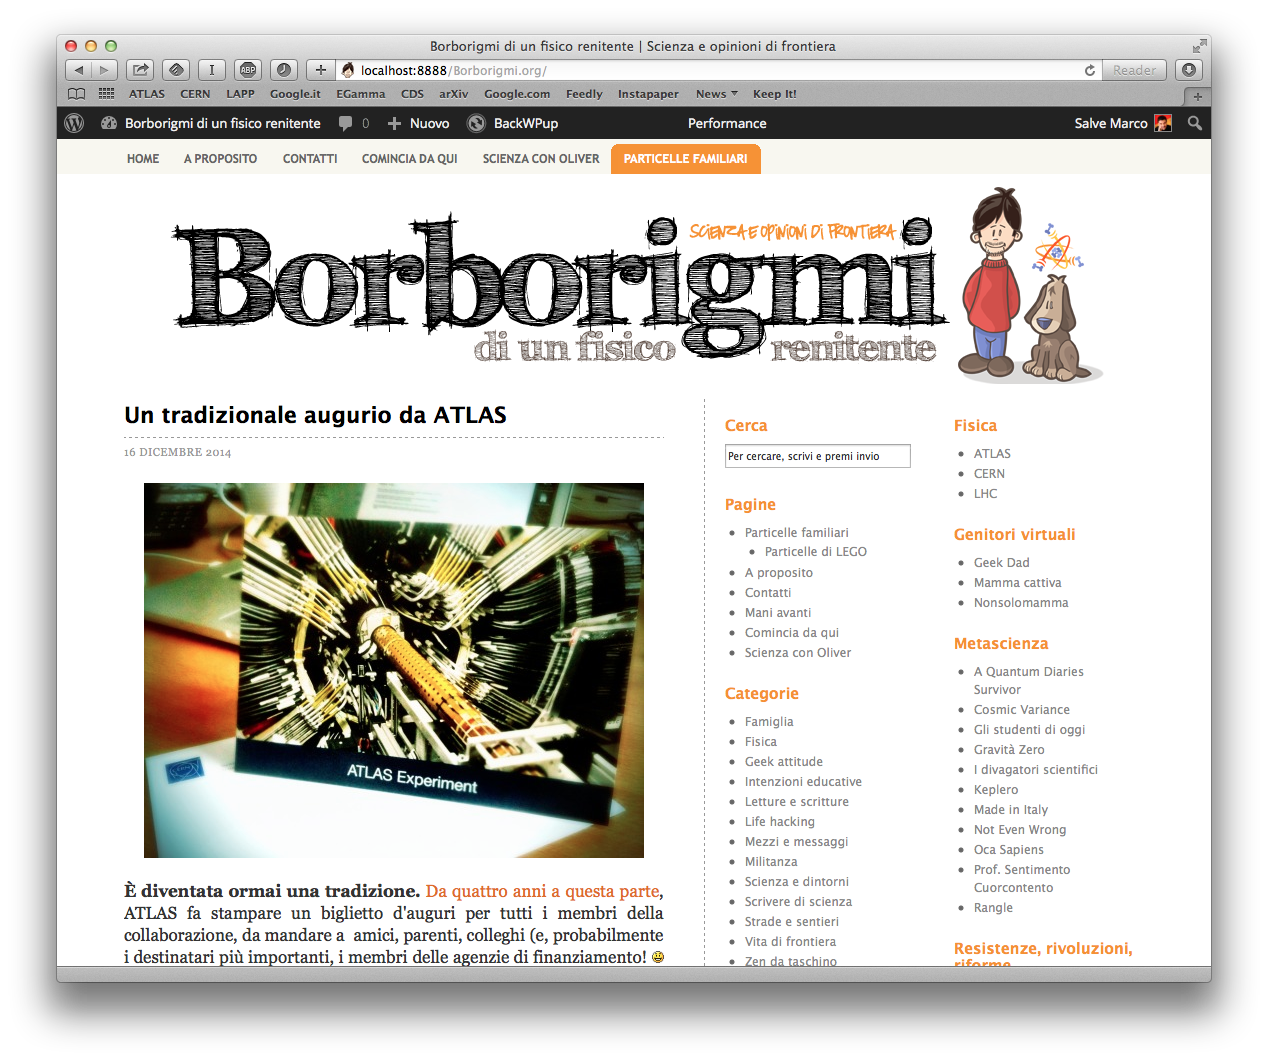 Borborigmi di un fisico renitente | Scienza e opinioni di frontiera
ABP
localhost:8888/Borborigmi.org/
Reader
ATLAS CERN LAPP Google.it EGamma CDS arXiv Google.com Feedly Instapaper News Keep It!
Borborigmi di un fisico renitente 0 Nuovo BackWPup Performance Salve Marco
HOME A PROPOSITO CONTATTI COMINCIA DA QUI SCIENZA CON OLIVER PARTICELLE FAMILIARI
SCIENZA E OPINIONI DI FRONTIERA
Borborigmi
di un fisico renitente
Un tradizionale augurio da ATLAS
16 DICEMBRE 2014
ATLAS Experiment
È diventata ormai una tradizione. Da quattro anni a questa parte,
ATLAS fa stampare un biglietto d'auguri per tutti i membri della
collaborazione, da mandare a amici, parenti, colleghi (e, probabilmente
i destinatari più importanti, i membri delle agenzie di finanziamento!
Cerca
Per cercare, scrivi e premi invio
Pagine
Particelle familiari
Particelle di LEGO
A proposito
Contatti
Mani avanti
Comincia da qui
Scienza con Oliver
Categorie
Famiglia
Fisica
Geek attitude
Intenzioni educative
Letture e scritture
Life hacking
Mezzi e messaggi
Militanza
Scienza e dintorni
Scrivere di scienza
Strade e sentieri
Vita di frontiera
Zen da taschino
Fisica
ATLAS
CERN
LHC
Genitori virtuali
Geek Dad
Mamma cattiva
Nonsolomamma
Metascienza
A Quantum Diaries
Survivor
Cosmic Variance
Gli studenti di oggi
Gravità Zero
I divagatori scientifici
Keplero
Made in Italy
Not Even Wrong
Oca Sapiens
Prof. Sentimento
Cuorcontento
Rangle
Resistenze, rivoluzioni,
riforme